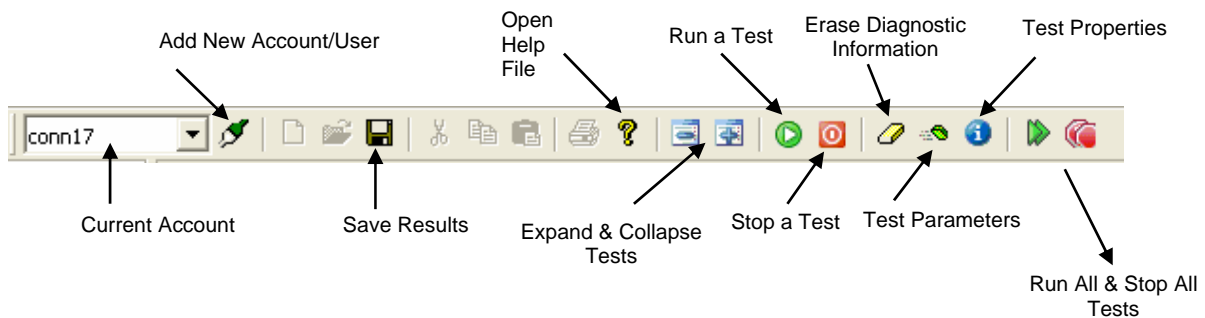 Add New Account/User
Open
Help
File
Run a Test
Erase Diagnostic
Information
Test Properties
conn17
Current Account
Save Results
Expand & Collapse
Tests
Stop a Test
Test Parameters
Run All & Stop All
Tests